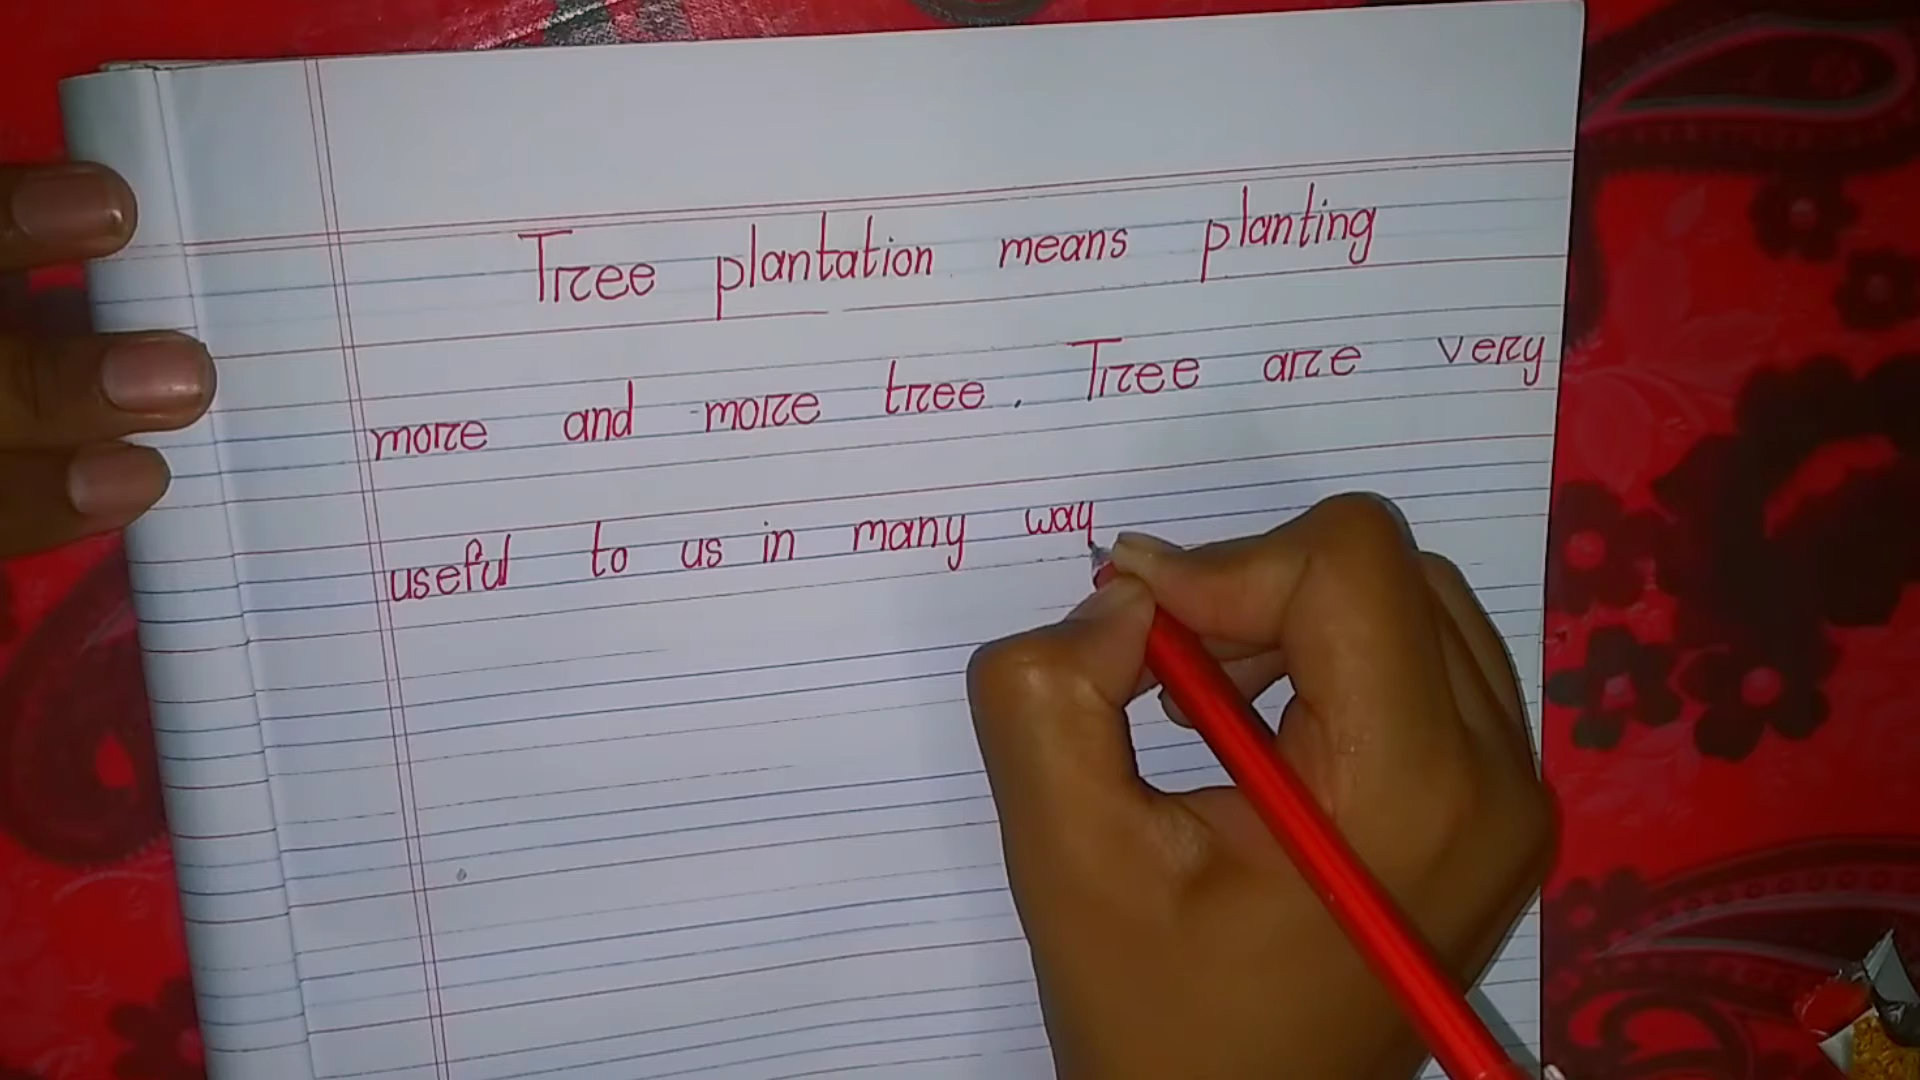 Tree plantation means planting
more and more tree. Tree are very
useful to us in many way